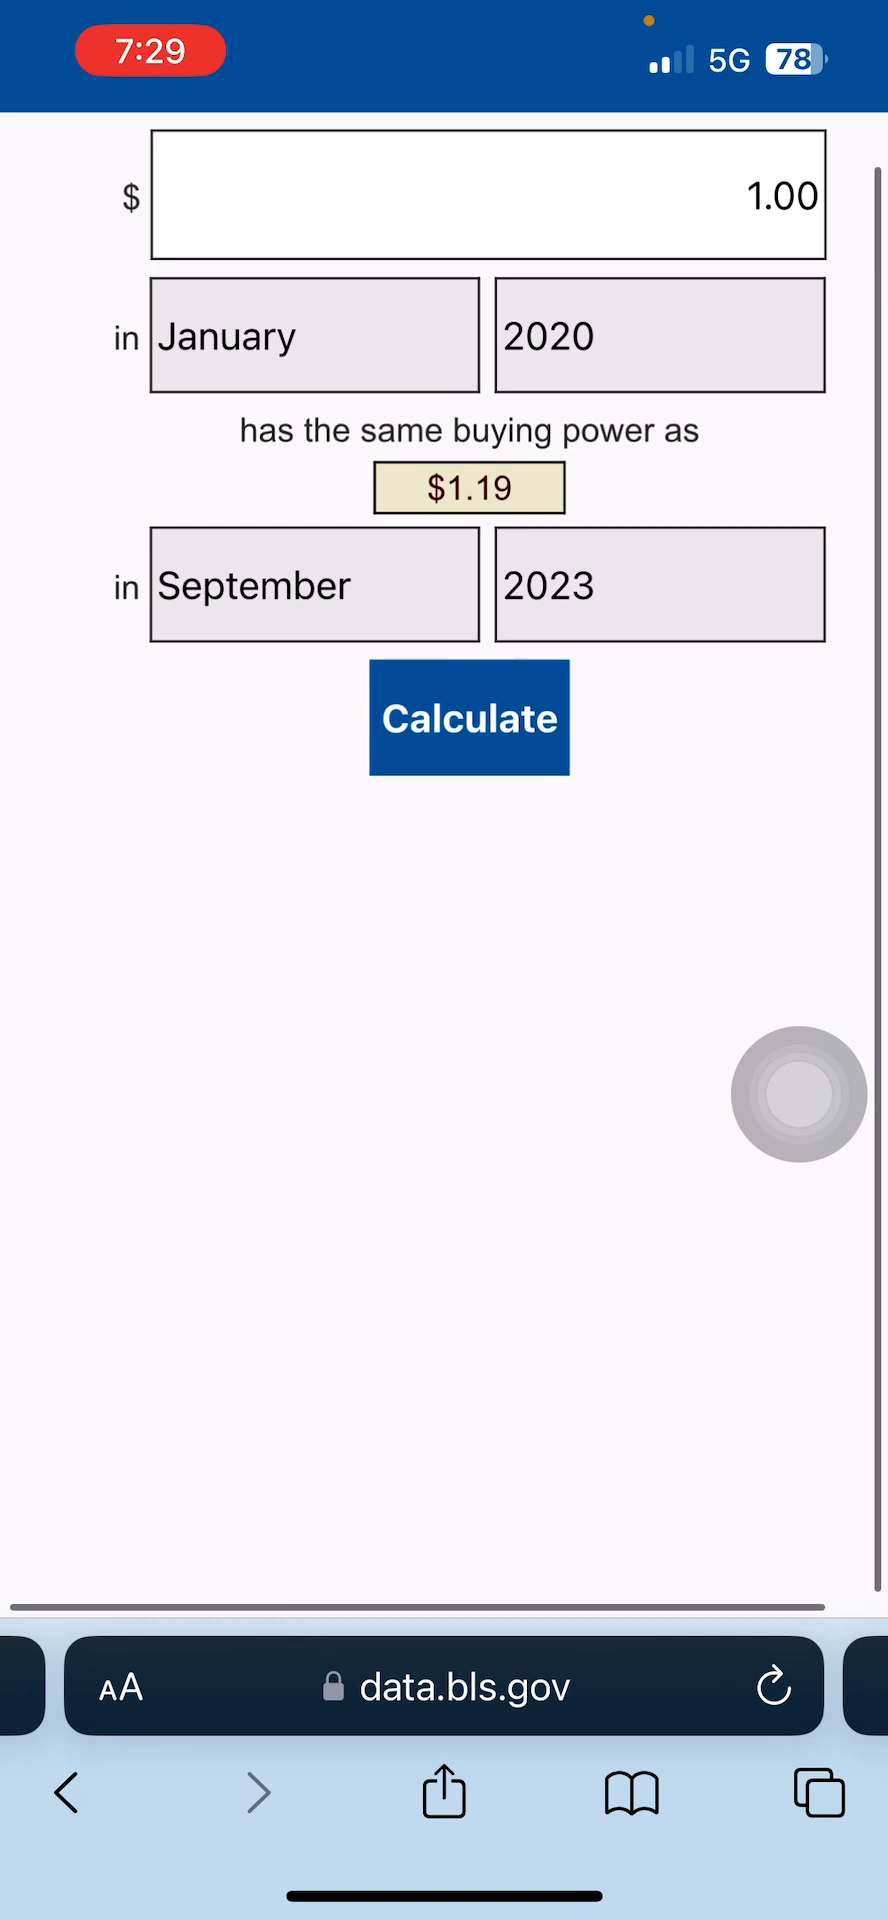 7:29
5G 78
$ 1.00
in January 2020
has the same buying power as
$1.19
in September 2023
Calculate
AA data.bls.gov